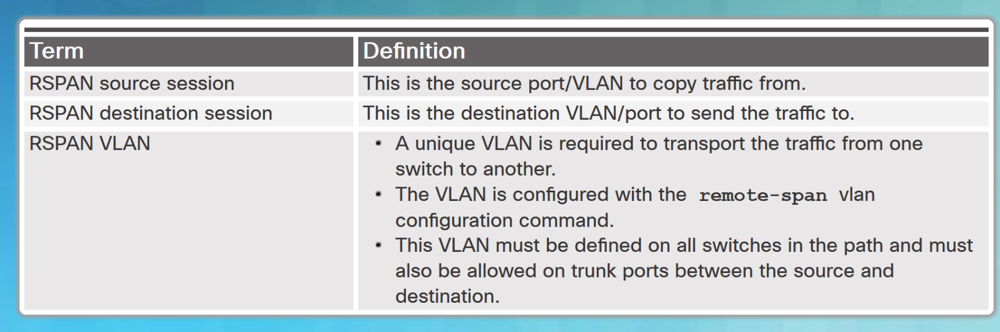 Term Definition
RSPAN source session This is the source port/VLAN to copy traffic from.
RSPAN destination session This is the destination VLAN/port to send the traffic to.
RSPAN VLAN
• A unique VLAN is required to transport the traffic from one
switch to another.
• The VLAN is configured with the remote-span vlan
configuration command.
• This VLAN must be defined on all switches in the path and must
also be allowed on trunk ports between the source and
destination.